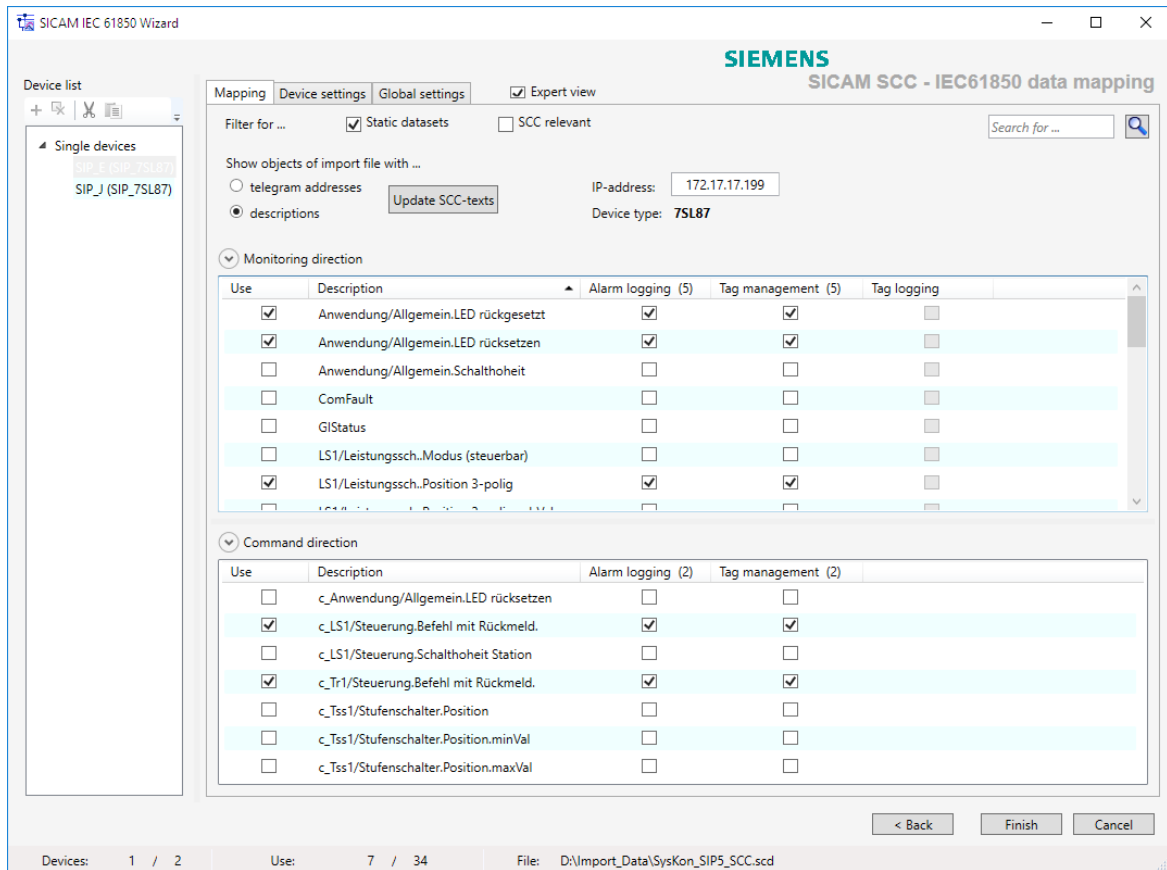 SICAM IEC 61850 Wizard
SIEMENS
SICAM SCC - IEC61850 data mapping
Device list
Single devices
SIP_E (SIP_7SL87)
SIP_J (SIP_7SL87)
Mapping Device settings Global settings Expert view
Filter for ... Static datasets SCC relevant Search for ...
Show objects of import file with ...
telegram addresses
descriptions
Update SCC-texts
IP-address: 172.17.17.199
Device type: 7SL87
Monitoring direction
Use Description Alarm logging (5) Tag management (5) Tag logging
Anwendung/Allgemein.LED rückgesetzt
Anwendung/Allgemein.LED rücksetzen
Anwendung/Allgemein.Schalthoheit
ComFault
GIStatus
LS1/Leistungssch..Modus (steuerbar)
LS1/Leistungssch..Position 3-polig
Command direction
Use Description Alarm logging (2) Tag management (2)
c_Anwendung/Allgemein.LED rücksetzen
c_LS1/Steuerung.Befehl mit Rückmeld.
c_LS1/Steuerung.Schalthoheit Station
c_Tr1/Steuerung.Befehl mit Rückmeld.
c_Tss1/Stufenschalter.Position
c_Tss1/Stufenschalter.Position.minVal
c_Tss1/Stufenschalter.Position.maxVal
< Back Finish Cancel
Devices: 1 / 2 Use: 7 / 34 File: D:\Import_Data\SysKon_SIP5_SCC.scd